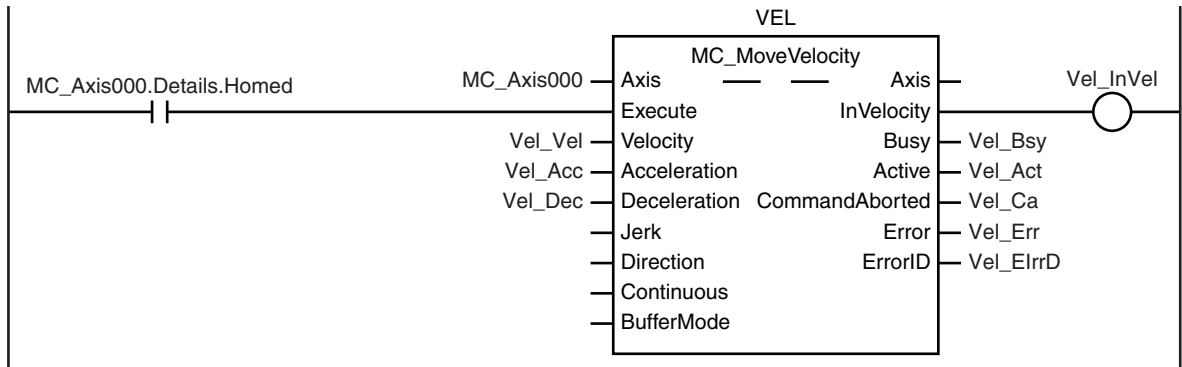 VEL
MC_MoveVelocity
MC_Axis000.Details.Homed
MC_Axis000 Axis Axis Vel_InVel
Execute InVelocity
Vel_Vel Velocity Busy Vel_Bsy
Vel_Acc Acceleration Active Vel_Act
Vel_Dec Deceleration CommandAborted Vel_Ca
Jerk Error Vel_Err
Direction ErrorID Vel_EIrrD
Continuous
BufferMode